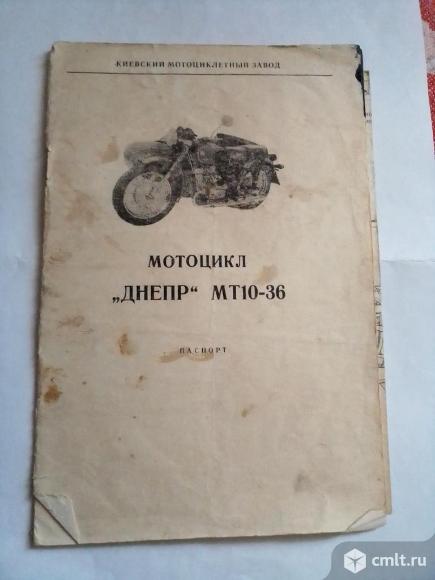 КИЕВСКИЙ МОТОЦИКЛЕТНЫЙ ЗАВОД
МОТОЦИКЛ
„ДНЕПР“ МТ10-36
ПАСПОРТ
cmlt.ru